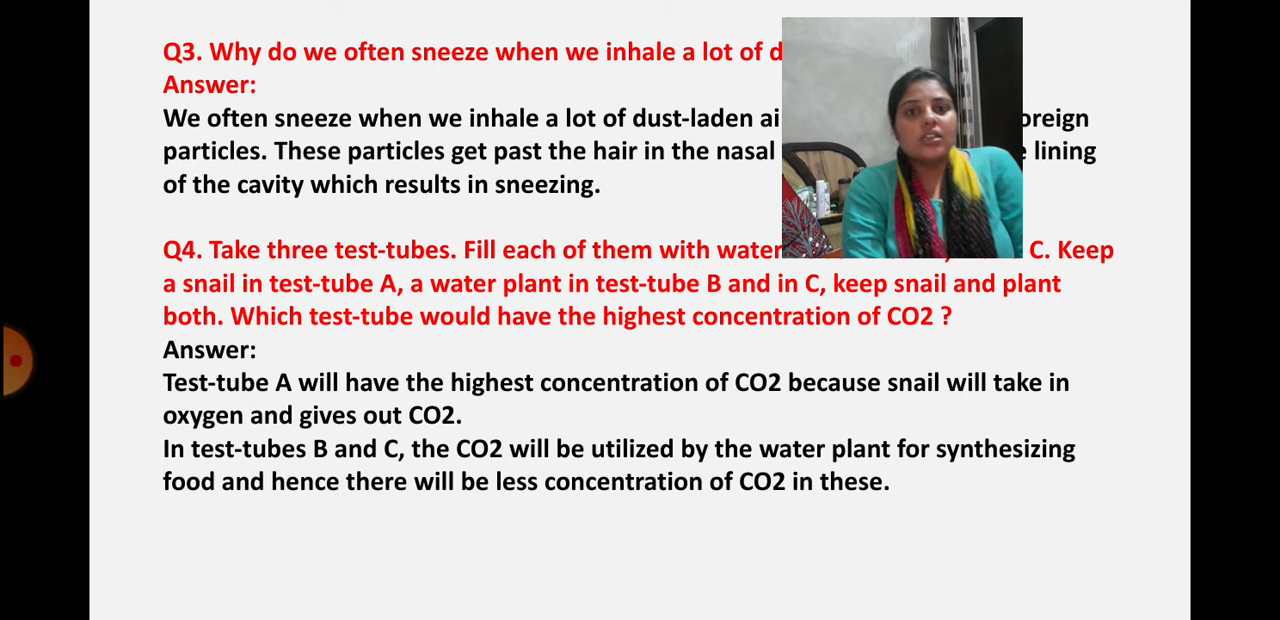 Q3. Why do we often sneeze when we inhale a lot of
Answer:
We often sneeze when we inhale a lot of dust-laden
particles. These particles get past the hair in the nasal lining
of the cavity which results in sneezing.
Q4. Take three test-tubes. Fill each of them with water C. Keep
a snail in test-tube A, a water plant in test-tube B and in C, keep snail and plant
both. Which test-tube would have the highest concentration of CO2 ?
Answer:
Test-tube A will have the highest concentration of CO2 because snail will take in
oxygen and gives out CO2.
In test-tubes B and C, the CO2 will be utilized by the water plant for synthesizing
food and hence there will be less concentration of CO2 in these.